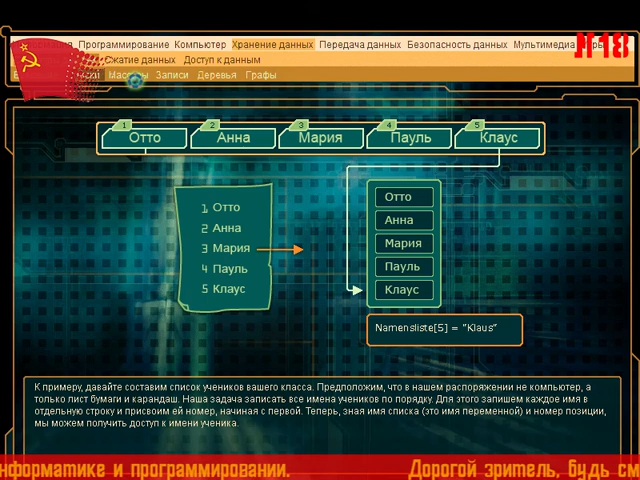 Программирование Компьютер Хранение данных Передача данных Безопасность данных Мультимедиа
№18
Сжатие данных Доступ к данным
Массивы Записи Деревья Графы
1 2 3 4 5
Отто Анна Мария Пауль Клаус
1 Отто
2 Анна
3 Мария
4 Пауль
5 Клаус
Отто
Анна
Мария
Пауль
Клаус
Namensliste[5] = "Klaus"
К примеру, давайте составим список учеников вашего класса. Предположим, что в нашем распоряжении не компьютер, а
только лист бумаги и карандаш. Наша задача записать все имена учеников по порядку. Для этого запишем каждое имя в
отдельную строку и присвоим ей номер, начиная с первой. Теперь, зная имя списка (это имя переменной) и номер позиции,
мы можем получить доступ к имени ученика.
нформатике и программировании. Дорогой зритель, будь см